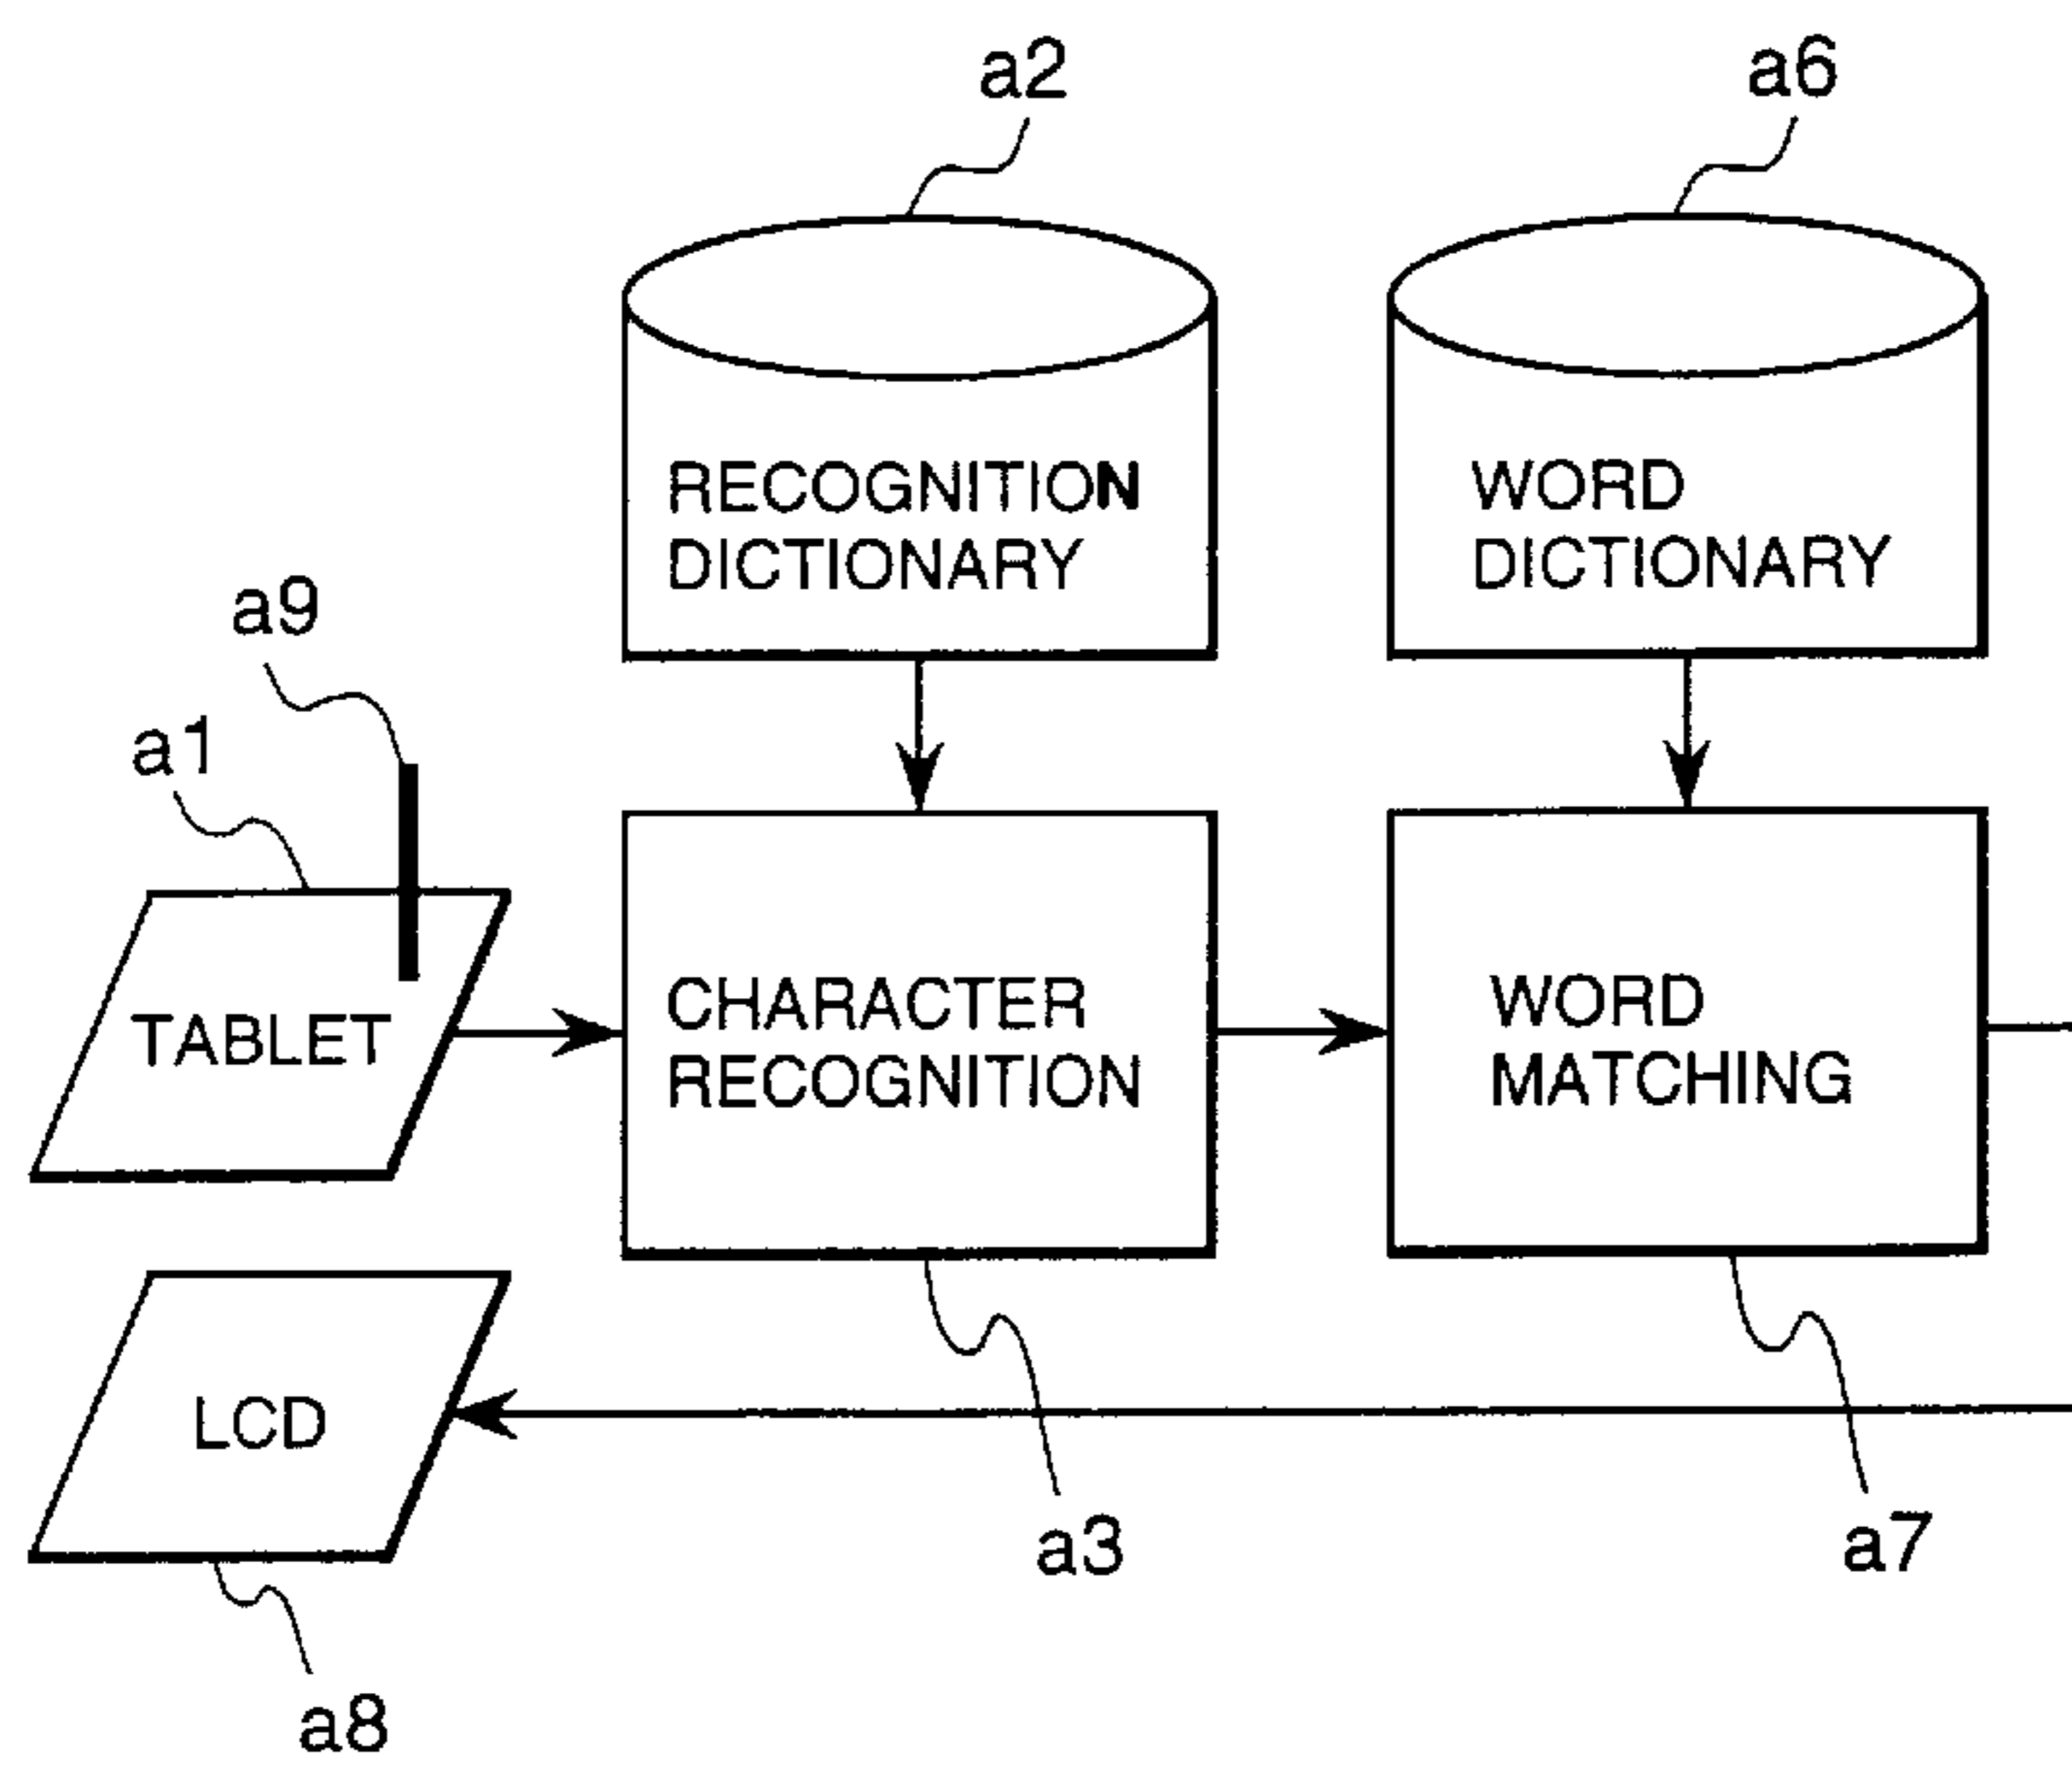 a2
a6
RECOGNITION
DICTIONARY
WORD
DICTIONARY
a9
a1
TABLET
CHARACTER
RECOGNITION
WORD
MATCHING
LCD
a3
a7
a8